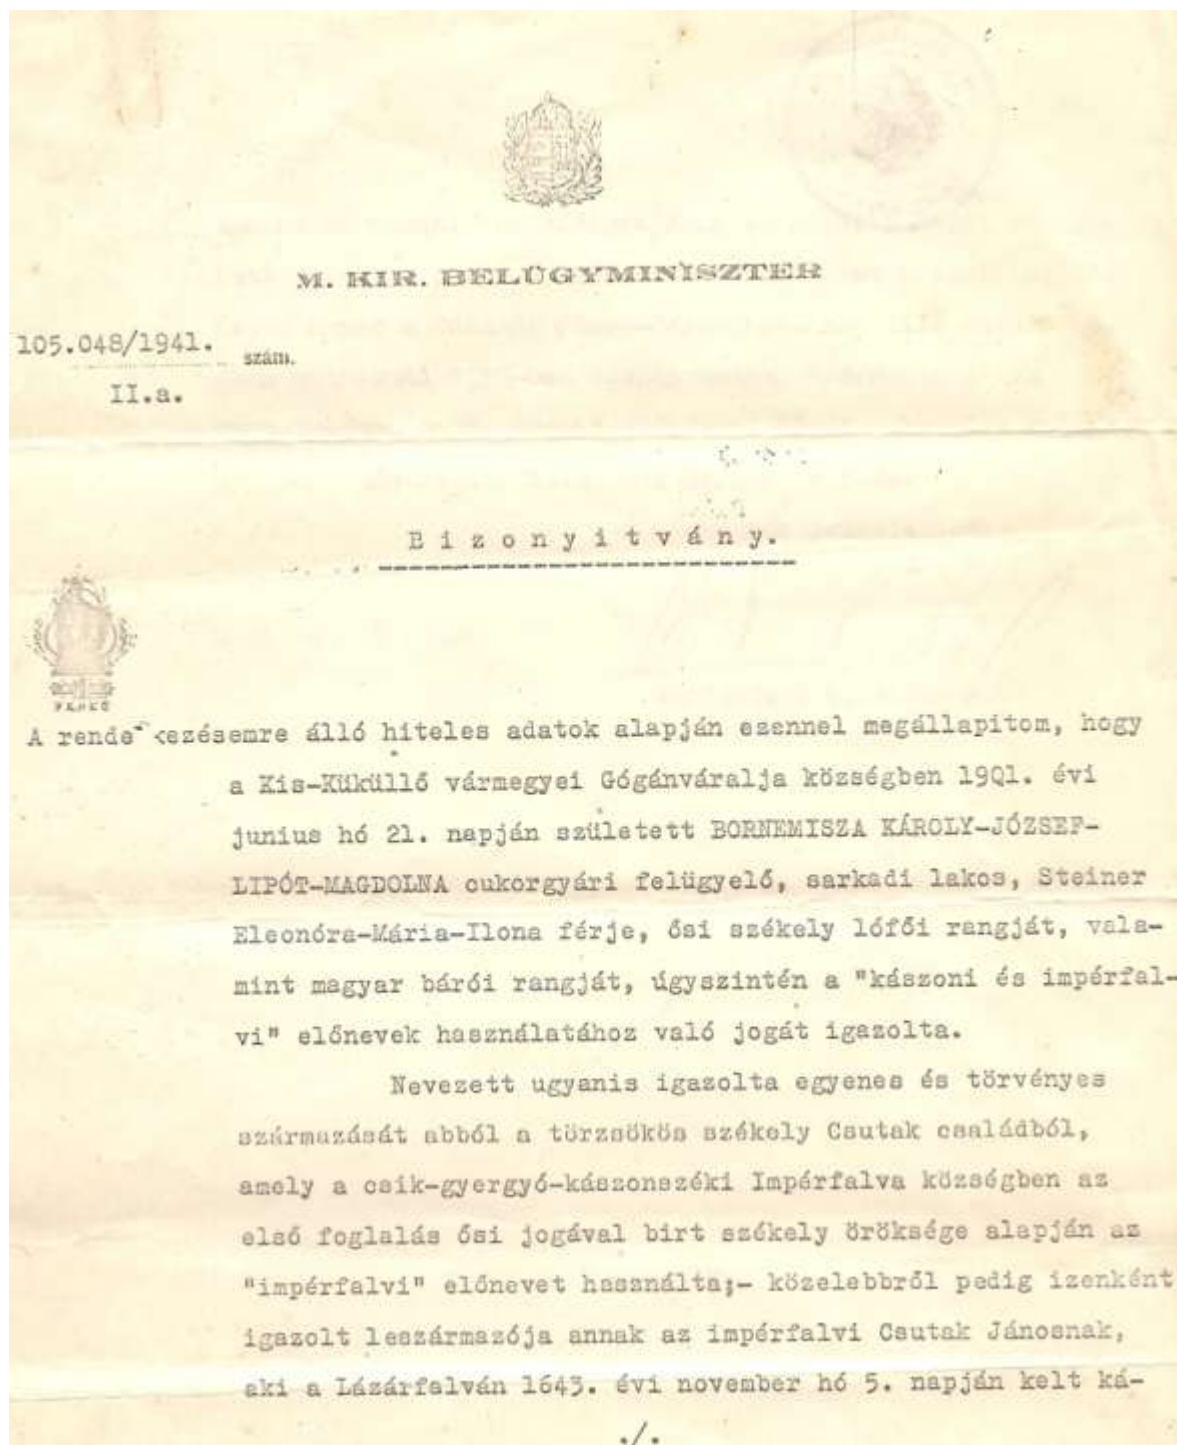 M. KIR. BELÜGYMINISZTER
105.048/1941. szám.
II.a.
Bizonyitvány.
A rendelkezésemre álló hiteles adatok alapján ezennel megállapitom, hogy
a Kis-Küküllő vármegyei Gógánváralja községben 1901. évi
junius hó 21. napján született BORNEMISZA KÁROLY-JÓZSEF-
LIPÓT-MAGDOLNA cukorgyári felügyelő, sarkadi lakos, Steiner
Eleonóra-Mária-Ilona férje, ősi székely lófői rangját, vala-
mint magyar bárói rangját, úgyszintén a "kászoni és impérfal-
vi" előnevek használatához való jogát igazolta.
Nevezett ugyanis igazolta egyenes és törvényes
származását abból a törzsökös székely Csutak családból,
amely a csik-gyergyó-kászonszéki Impérfalva községben az
első foglalás ősi jogával birt székely öröksége alapján az
"impérfalvi" előnevet használta;- közelebbről pedig izenként
igazolt leszármazója annak az impérfalvi Csutak Jánosnak,
aki a Lázárfalván 1643. évi november hó 5. napján kelt ká-
./.